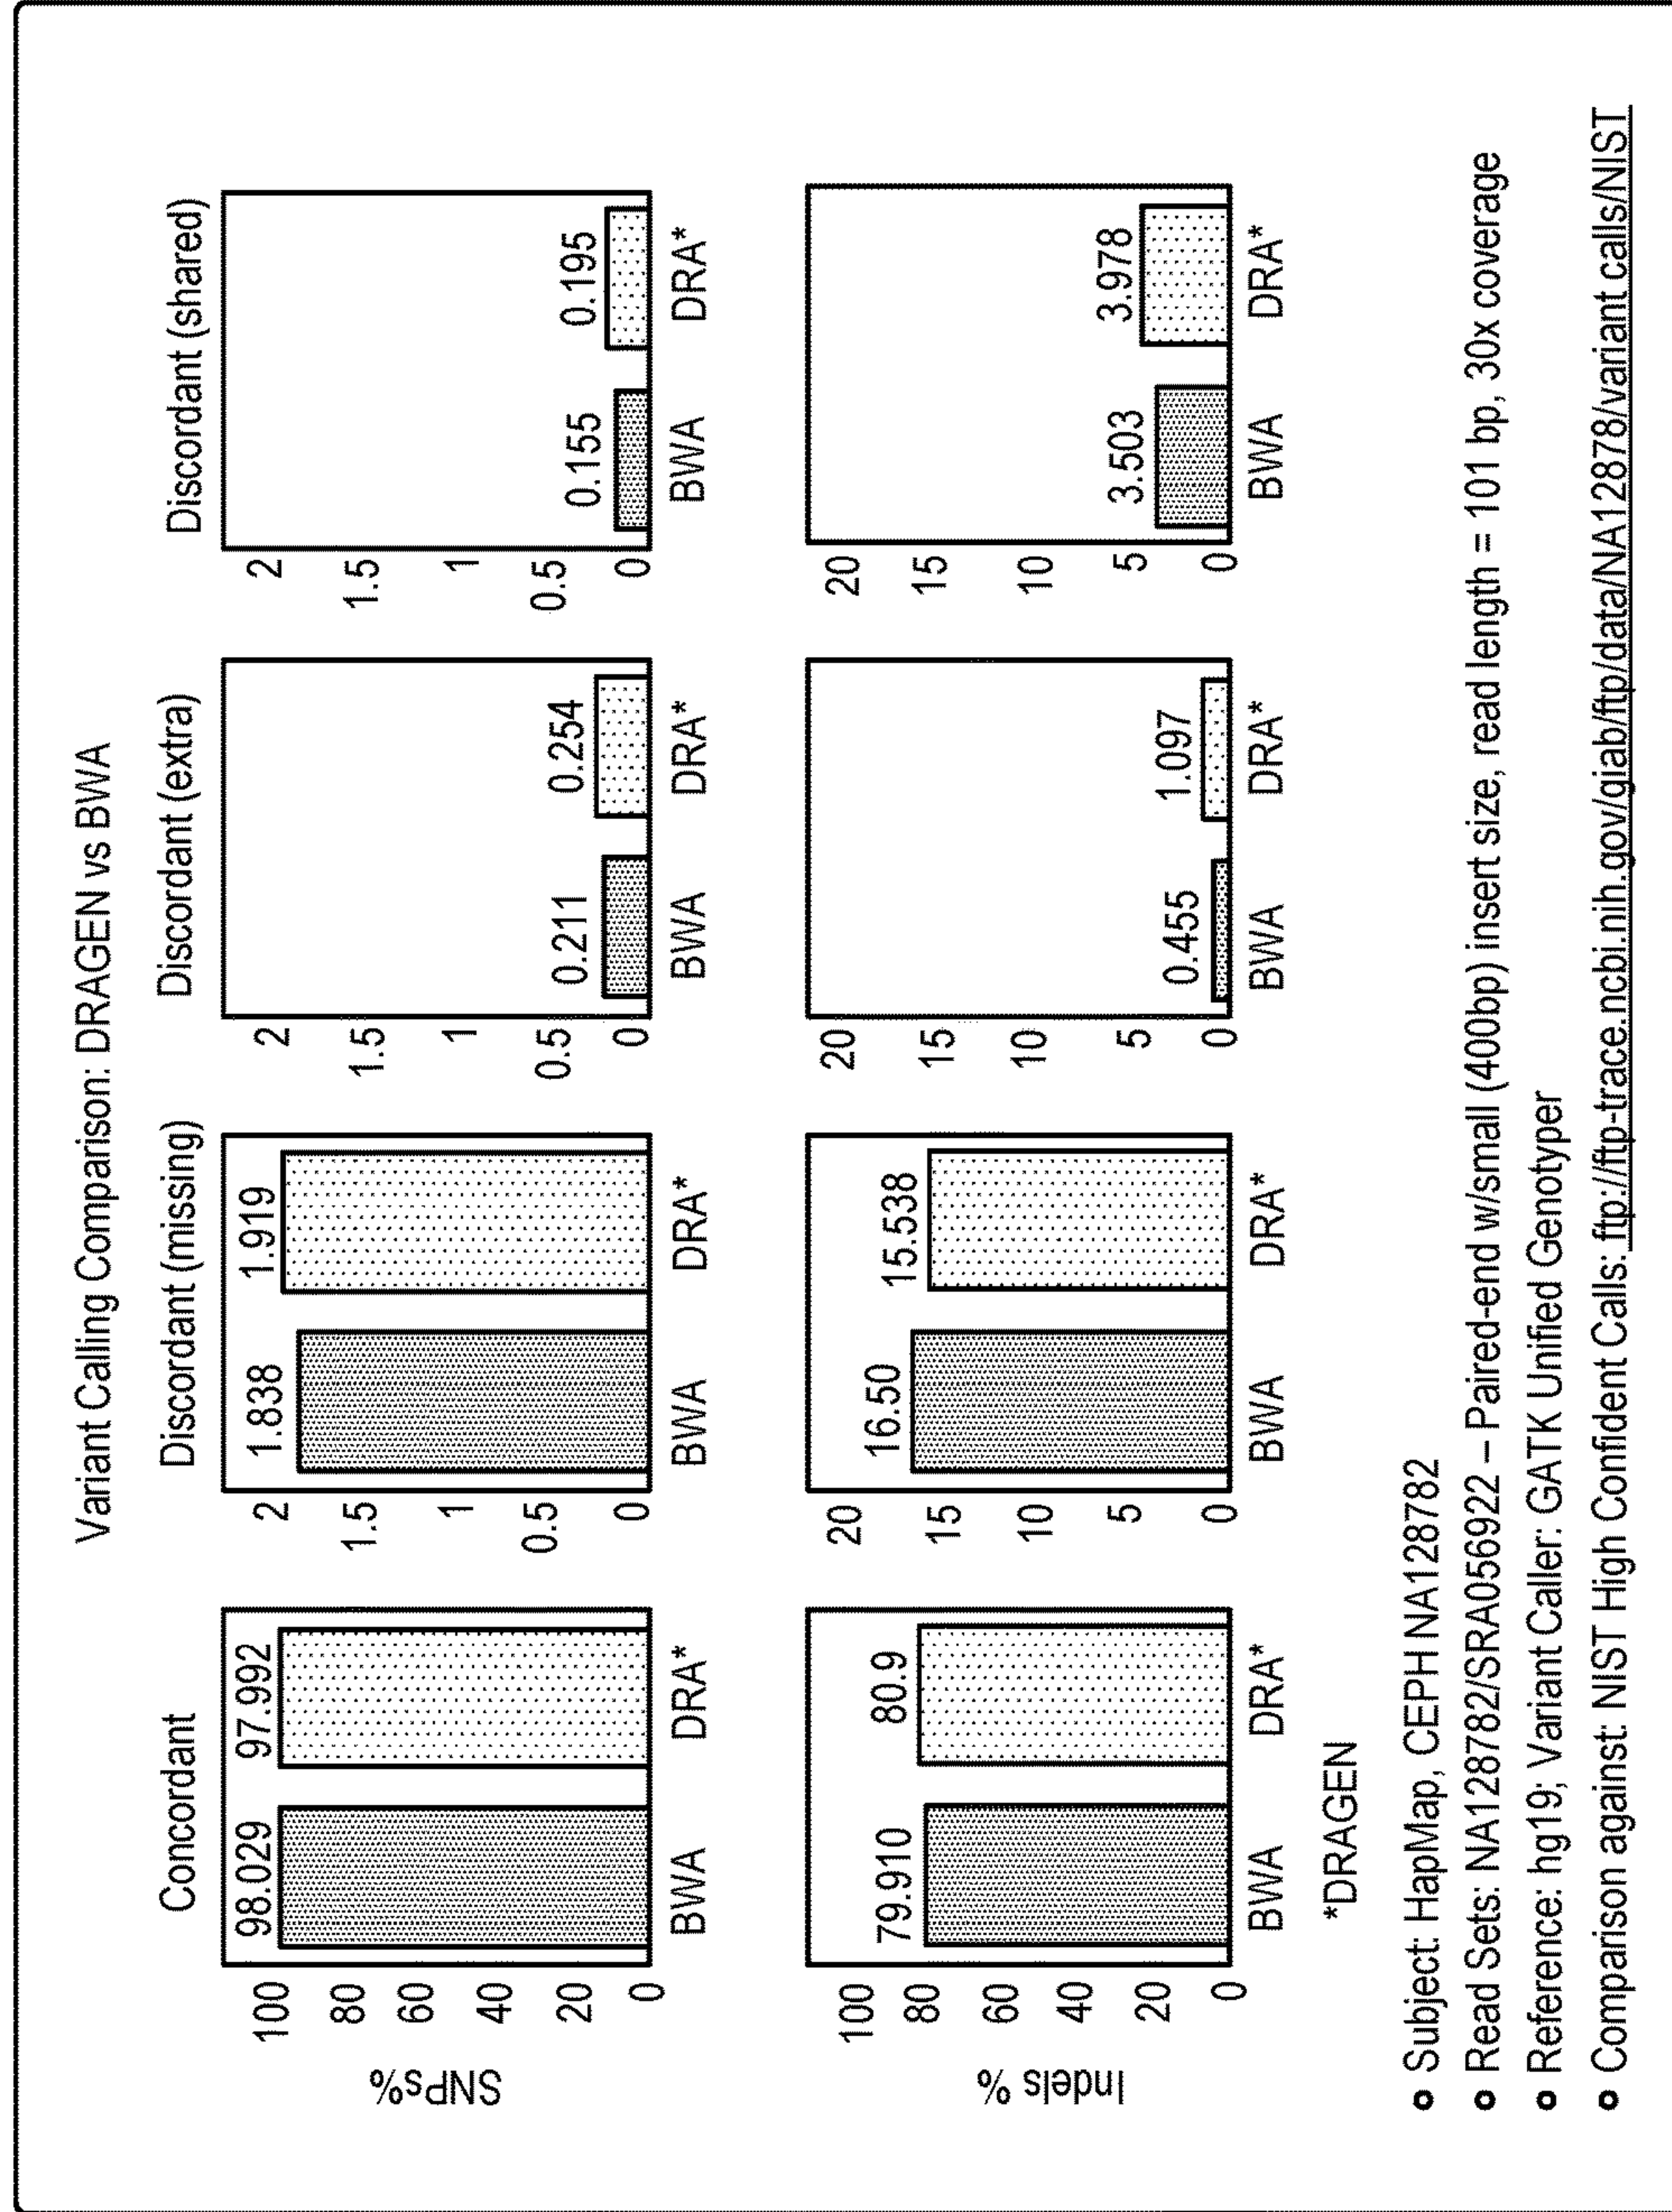 Variant Calling Comparison: DRAGEN vs BWA
Concordant
Discordant (missing)
Discordant (extra)
Discordant (shared)
SNPs%
100
80
60
40
20
0
98.029
97.992
BWA
DRA*
2
1.5
1
0.5
0
1.838
1.919
BWA
DRA*
2
1.5
1
0.5
0
0.211
0.254
BWA
DRA*
2
1.5
1
0.5
0
0.155
0.195
BWA
DRA*
Indels %
100
80
60
40
20
0
79.910
80.9
BWA
DRA*
20
15
10
5
0
16.50
15.538
BWA
DRA*
20
15
10
5
0
0.455
1.097
BWA
DRA*
20
15
10
5
0
3.503
3.978
BWA
DRA*
*DRAGEN
• Subject: HapMap, CEPH NA128782
• Read Sets: NA128782/SRA056922 – Paired-end w/small (400bp) insert size, read length = 101 bp, 30x coverage
• Reference: hg19; Variant Caller: GATK Unified Genotyper
• Comparison against: NIST High Confident Calls: ftp://ftp-trace.ncbi.nih.gov/giab/ftp/data/NA12878/variant calls/NIST